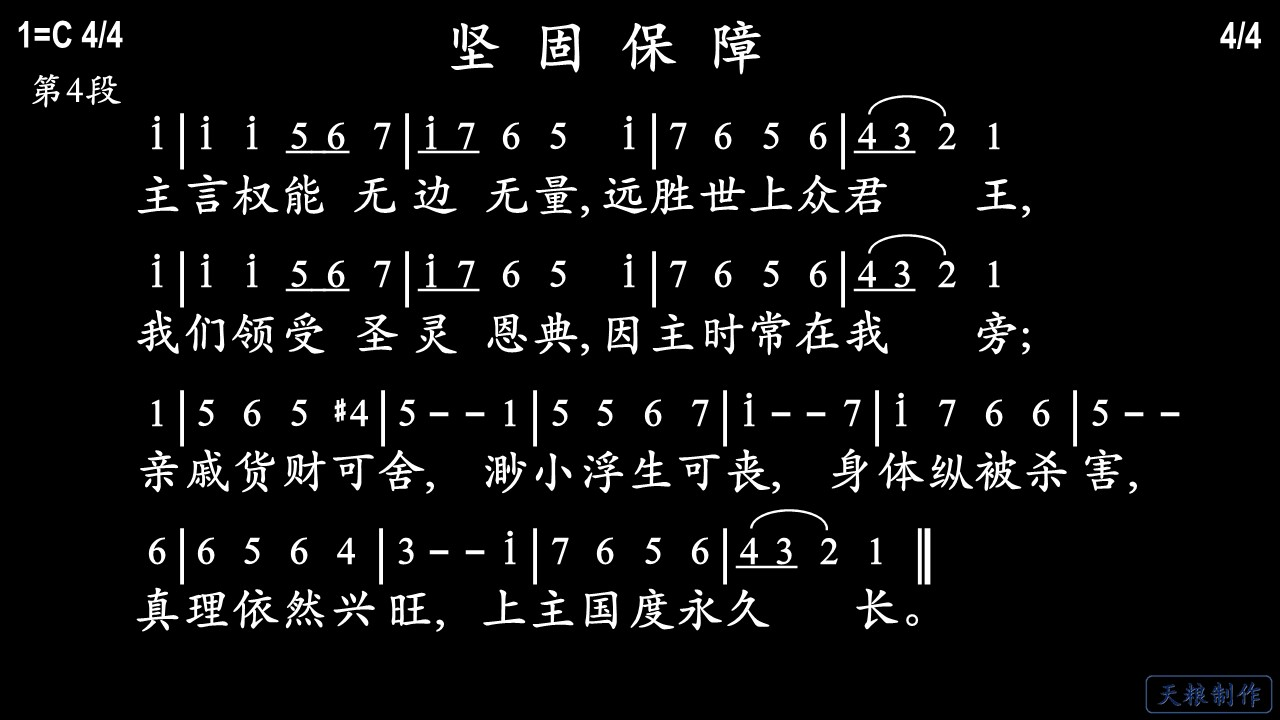 1=C 4/4
坚固保障
4/4
第4段
i̇|i̇ i̇ 5 6 7|i̇ 7 6 5 i̇|7 6 5 6|4 3 2 1
主言权能 无边 无量,远胜世上众君 王,
i̇|i̇ i̇ 5 6 7|i̇ 7 6 5 i̇|7 6 5 6|4 3 2 1
我们领受 圣灵 恩典,因主时常在我 旁;
1|5 6 5 #4|5 - - 1|5 5 6 7|i̇ - - 7|i̇ 7 6 6|5 - -
亲戚货财可舍, 渺小浮生可丧, 身体纵被杀害,
6|6 5 6 4|3 - - i̇|7 6 5 6|4 3 2 1
真理依然兴旺, 上主国度永久 长。
天粮制作